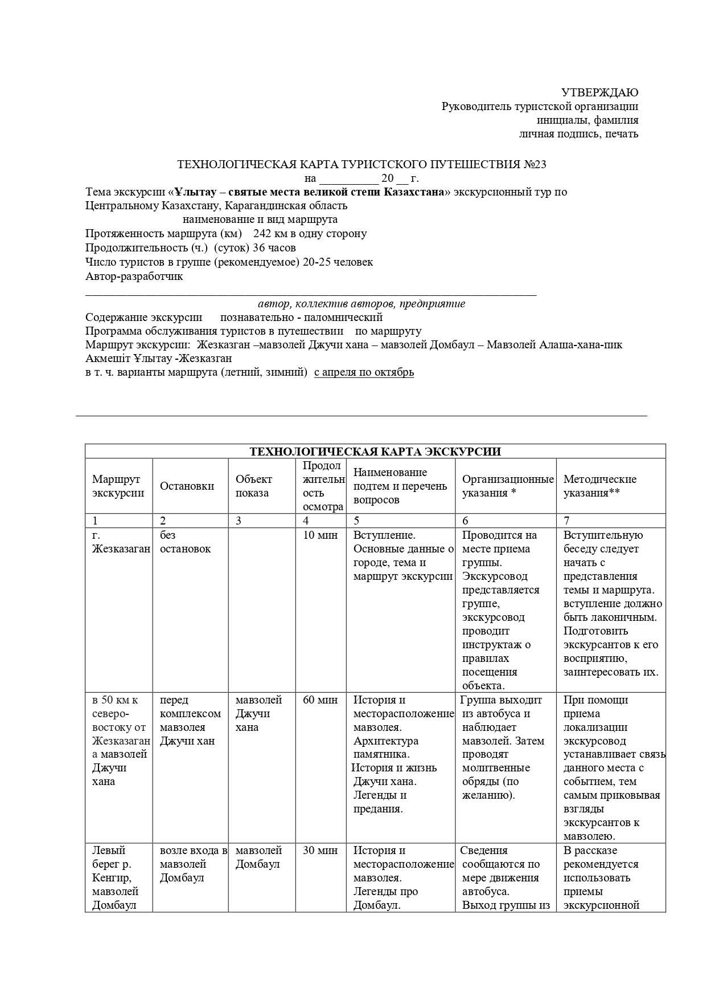 УТВЕРЖДАЮ
Руководитель туристской организации
инициалы, фамилия
личная подпись, печать
ТЕХНОЛОГИЧЕСКАЯ КАРТА ТУРИСТСКОГО ПУТЕШЕСТВИЯ №23
на __________ 20 __ г.
Тема экскурсии «Ұлытау – святые места великой степи Казахстана» экскурсионный тур по
Центральному Казахстану, Карагандинская область
наименование и вид маршрута
Протяженность маршрута (км) 242 км в одну сторону
Продолжительность (ч.) (суток) 36 часов
Число туристов в группе (рекомендуемое) 20-25 человек
Автор-разработчик
____________________________________________________________________________
автор, коллектив авторов, предприятие
Содержание экскурсии познавательно - паломнический
Программа обслуживания туристов в путешествии по маршруту
Маршрут экскурсии: Жезказган –мавзолей Джучи хана – мавзолей Домбаул – Мавзолей Алаша-хана-пик
Акмешіт Ұлытау -Жезказган
в т. ч. варианты маршрута (летний, зимний) с апреля по октябрь
ТЕХНОЛОГИЧЕСКАЯ КАРТА ЭКСКУРСИИ
Маршрут
экскурсии
Остановки
Объект
показа
Продол
жительн
ость
осмотра
Наименование
подтем и перечень
вопросов
Организационные
указания *
Методические
указания**
1
2
3
4
5
6
7
г.
Жезказаган
без
остановок
10 мин
Вступление.
Основные данные о
городе, тема и
маршрут экскурсии
Проводится на
месте приема
группы.
Экскурсовод
представляется
группе,
экскурсовод
проводит
инструктаж о
правилах
посещения
объекта.
Вступительную
беседу следует
начать с
представления
темы и маршрута.
вступление должно
быть лаконичным.
Подготовить
экскурсантов к его
восприятию,
заинтересовать их.
в 50 км к
северо-
востоку от
Жезказаган
а мавзолей
Джучи
хана
перед
комплексом
мавзолея
Джучи хан
мавзолей
Джучи
хана
60 мин
История и
месторасположение
мавзолея.
Архитектура
памятника.
История и жизнь
Джучи хана.
Легенды и
предания.
Группа выходит
из автобуса и
наблюдает
мавзолей. Затем
проводят
молитвенные
обряды (по
желанию).
При помощи
приема
локализации
экскурсовод
устанавливает связь
данного места с
событием, тем
самым приковывая
взгляды
экскурсантов к
мавзолею.
Левый
берег р.
Кенгир,
мавзолей
Домбаул
возле входа в
мавзолей
Домбаул
мавзолей
Домбаул
30 мин
История и
месторасположение
мавзолея.
Легенды про
Домбаул.
Сведения
сообщаются по
мере движения
автобуса.
Выход группы из
В рассказе
рекомендуется
использовать
приемы
экскурсионной